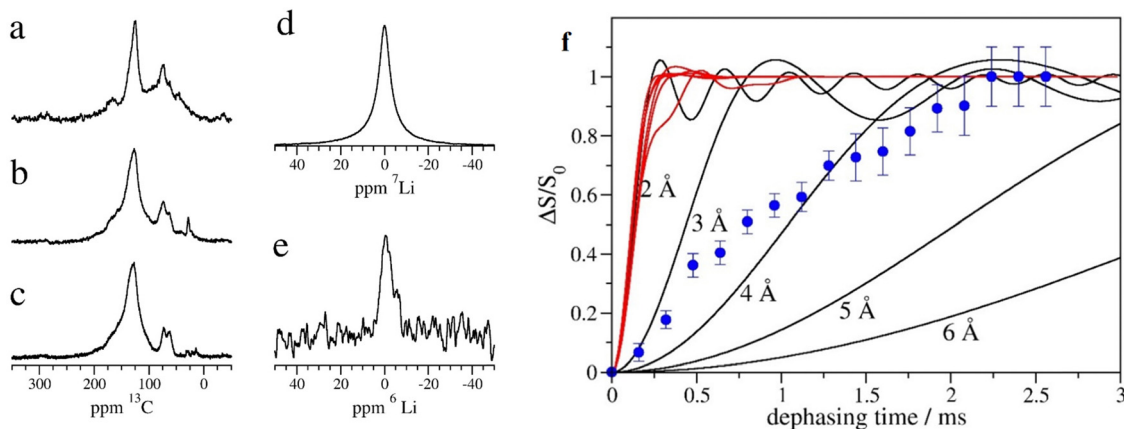 a
b
c
300 200 100 0
ppm ¹³C
d
40 20 0 -20 -40
ppm ⁷Li
e
40 20 0 -20 -40
ppm ⁶ Li
f
ΔS/S₀
1
0.8
0.6
0.4
0.2
0
2 Å
3 Å
4 Å
5 Å
6 Å
0 0.5 1 1.5 2 2.5 3
dephasing time / ms